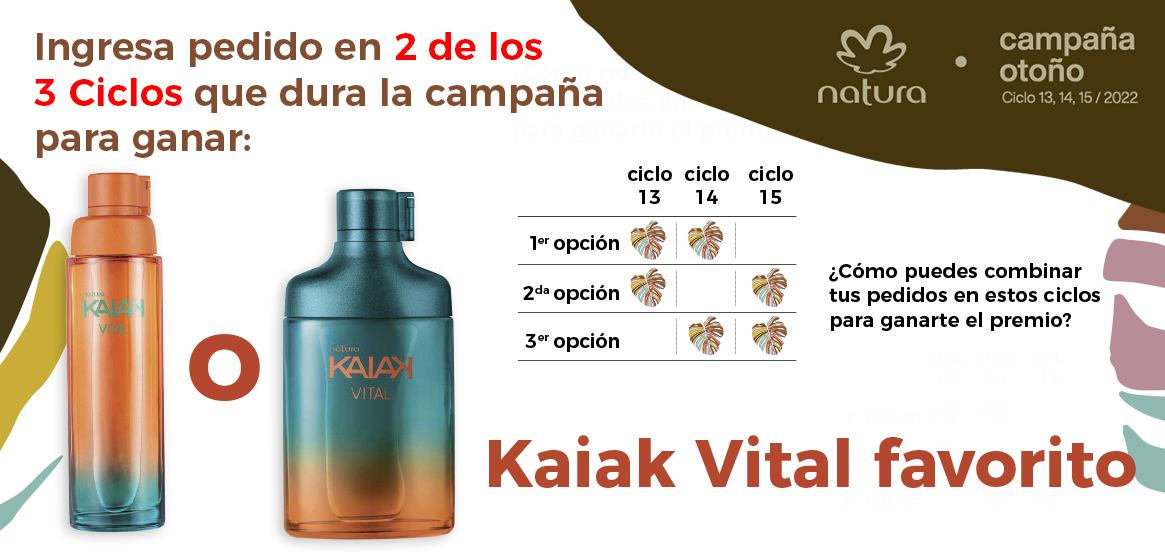 Ingresa pedido en 2 de los
3 Ciclos que dura la campaña
para ganar:
natura
campaña
otoño
Ciclo 13, 14, 15 / 2022
ciclo 13
ciclo 14
ciclo 15
1er opción
2da opción
3er opción
¿Cómo puedes combinar
tus pedidos en estos ciclos
para ganarte el premio?
natura
KAIAK
VITAL
O
natura
KAIAK
VITAL
Kaiak Vital favorito